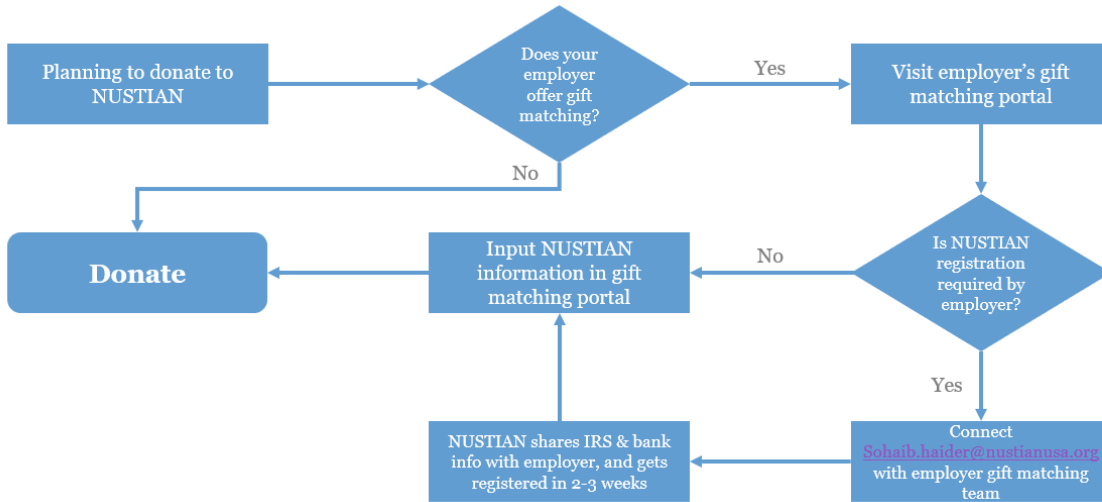 Planning to donate to
NUSTIAN
Does your
employer
offer gift
matching?
Yes
Visit employer’s gift
matching portal
No
Donate
Input NUSTIAN
information in gift
matching portal
No
Is NUSTIAN
registration
required by
employer?
Yes
NUSTIAN shares IRS & bank
info with employer, and gets
registered in 2-3 weeks
Connect
Sohaib.haider@nustianusa.org
with employer gift matching
team